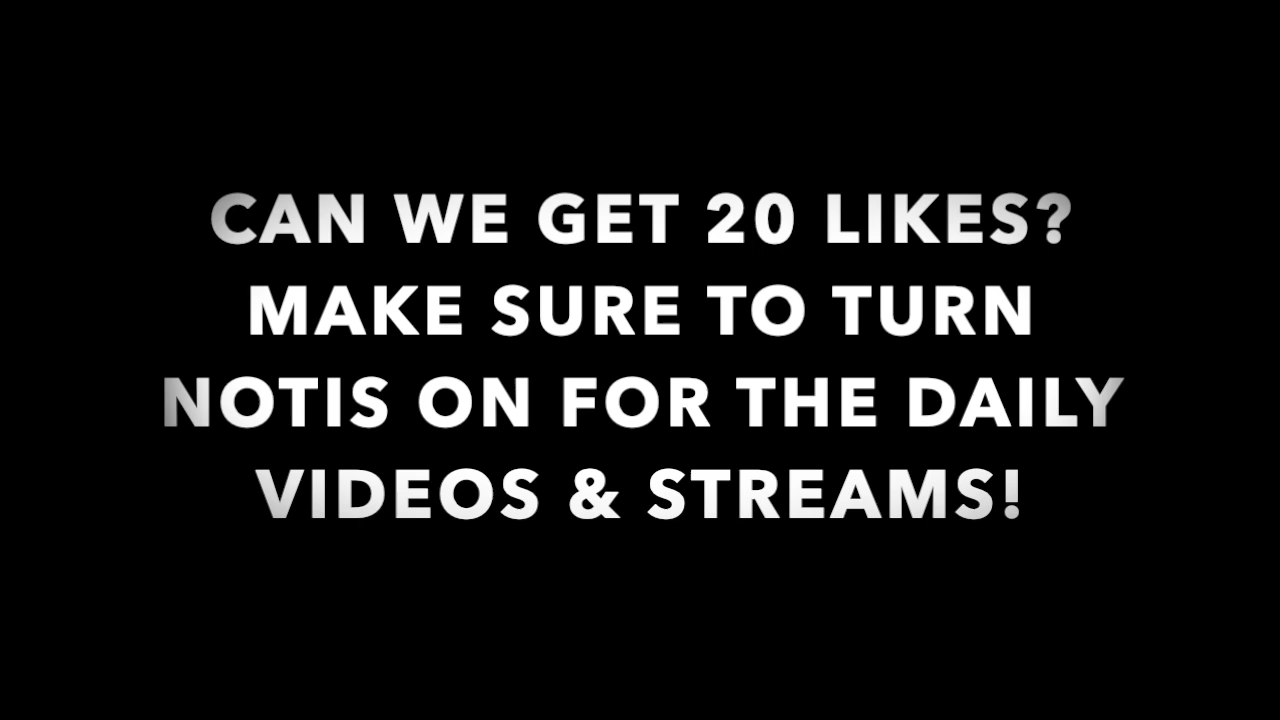 CAN WE GET 20 LIKES?
MAKE SURE TO TURN
NOTIS ON FOR THE DAILY
VIDEOS & STREAMS!